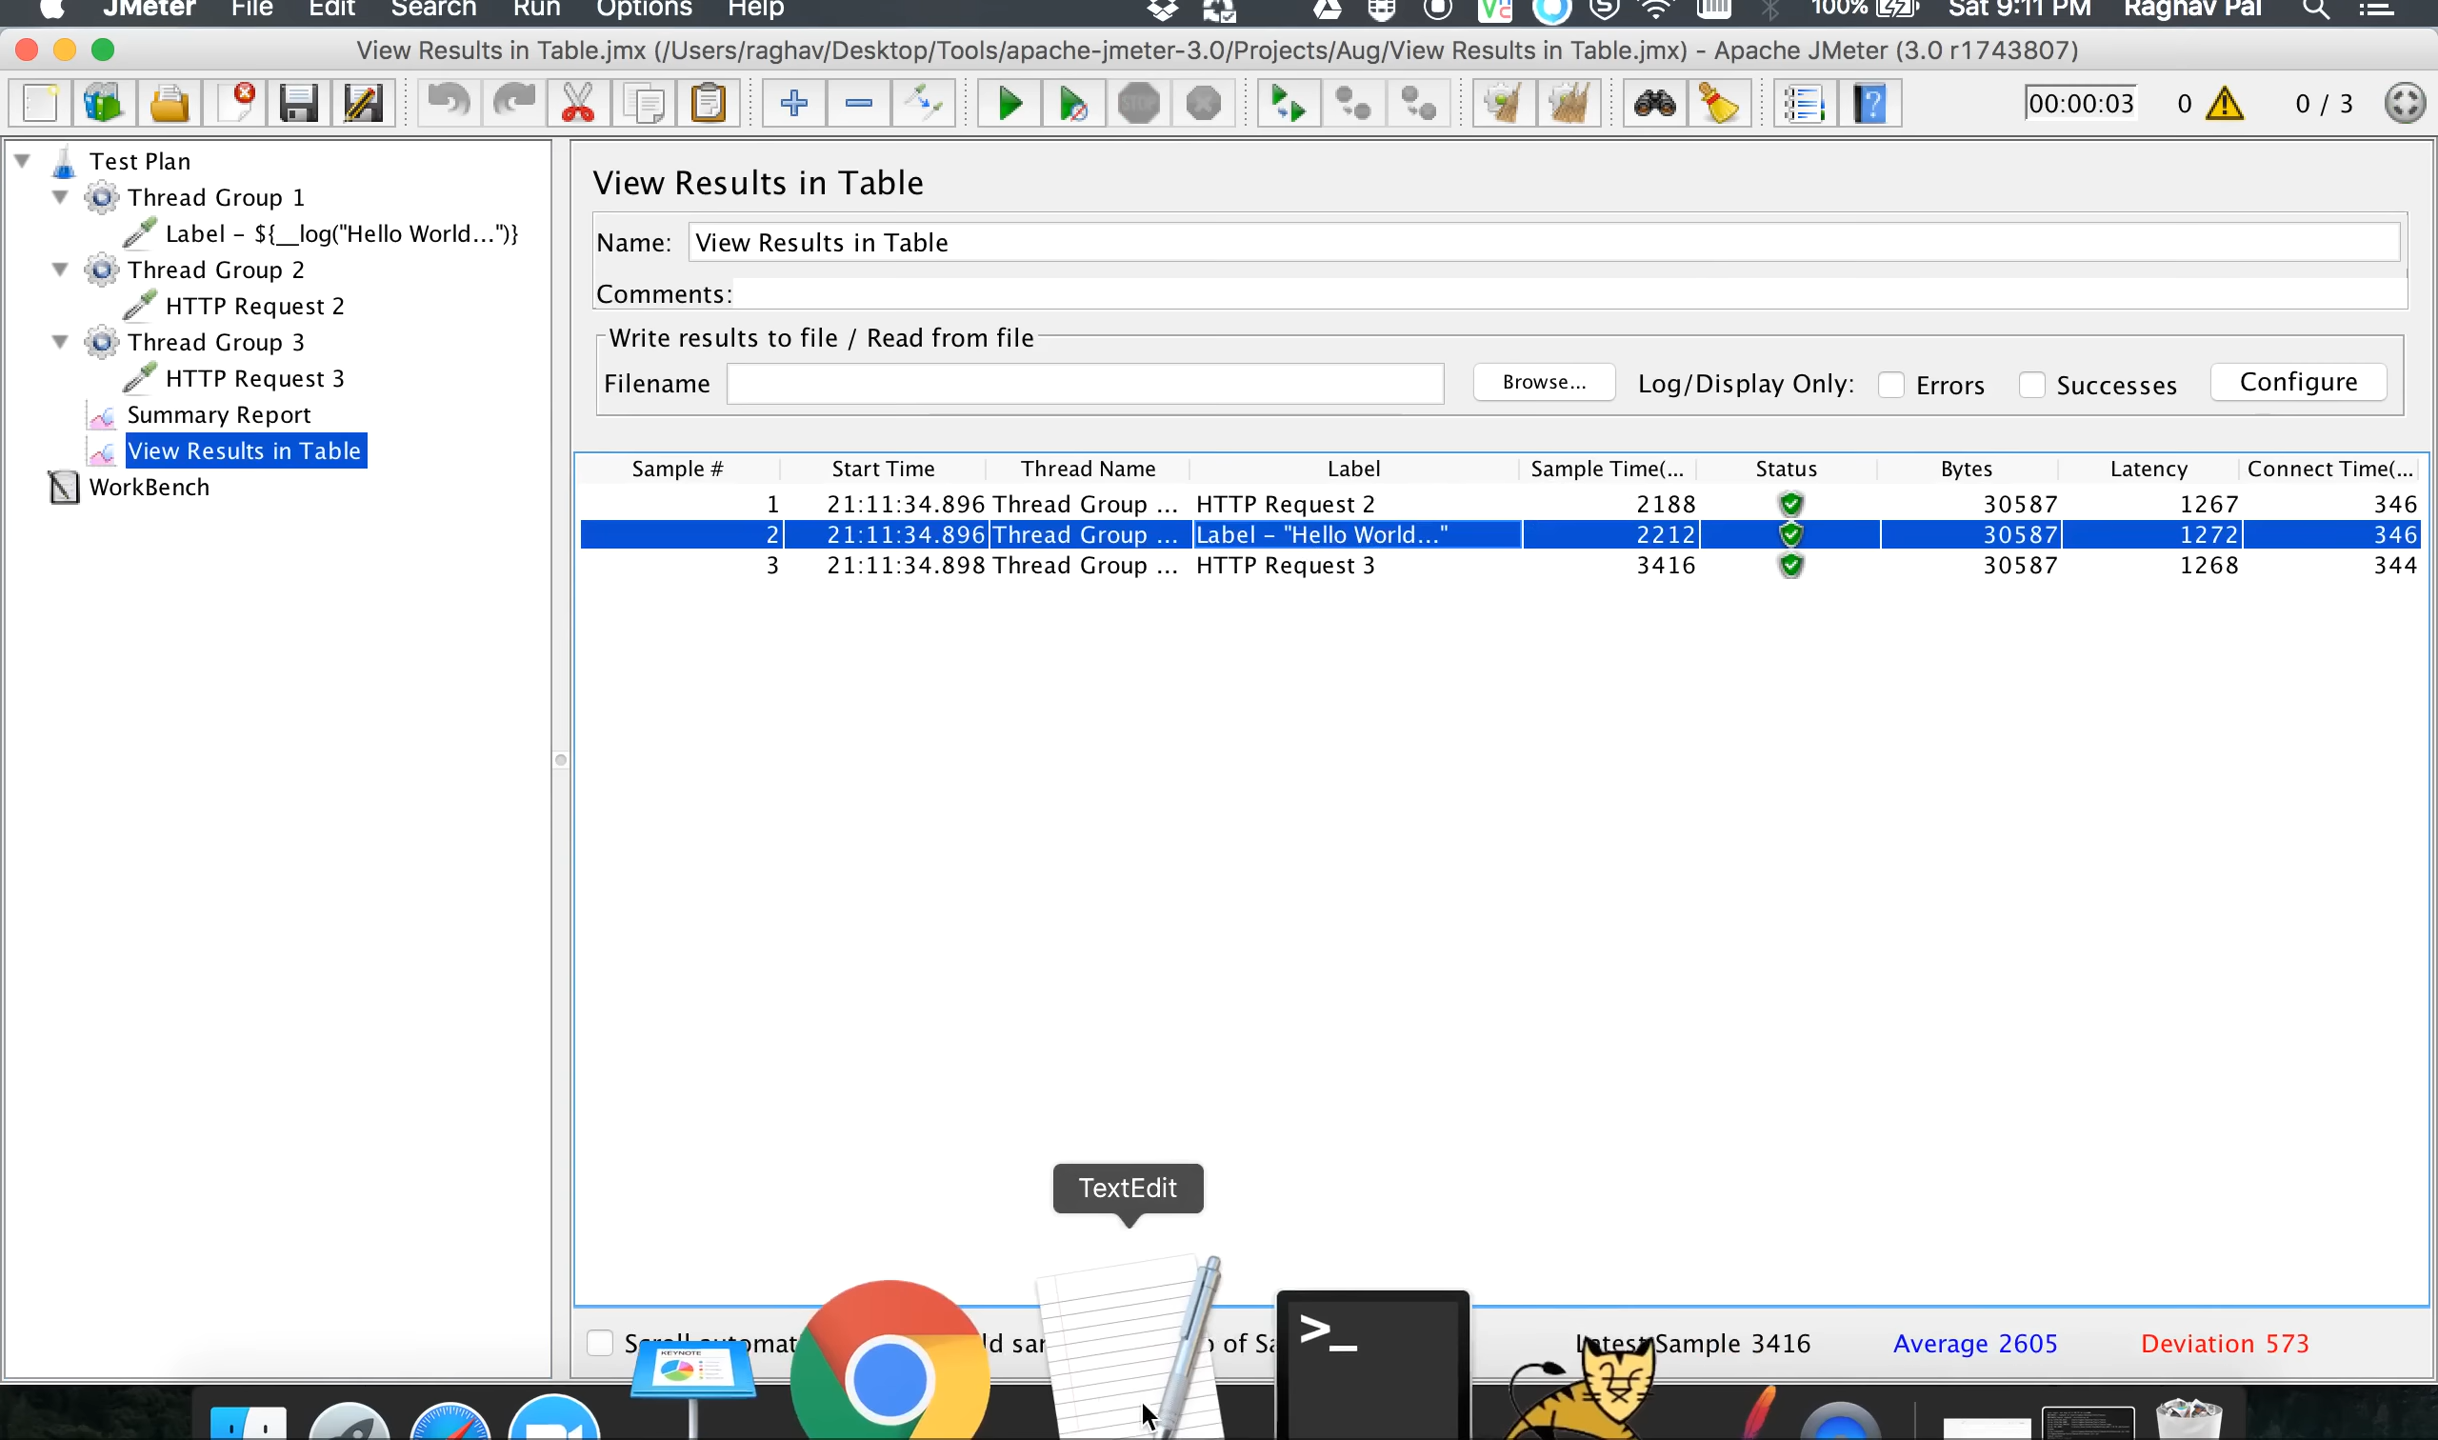 JMeter File Edit Search Run Options Help 100% Sat 9:11 PM Raghav Pal
View Results in Table.jmx (/Users/raghav/Desktop/Tools/apache-jmeter-3.0/Projects/Aug/View Results in Table.jmx) - Apache JMeter (3.0 r1743807)
STOP 00:00:03 0 0 / 3
Test Plan
Thread Group 1
Label - ${__log("Hello World...")}
Thread Group 2
HTTP Request 2
Thread Group 3
HTTP Request 3
Summary Report
View Results in Table
WorkBench
View Results in Table
Name: View Results in Table
Comments:
Write results to file / Read from file
Filename Browse... Log/Display Only: Errors Successes Configure
Sample # Start Time Thread Name Label Sample Time(... Status Bytes Latency Connect Time(...
1 21:11:34.896 Thread Group ... HTTP Request 2 2188 30587 1267 346
2 21:11:34.896 Thread Group ... Label - "Hello World..." 2212 30587 1272 346
3 21:11:34.898 Thread Group ... HTTP Request 3 3416 30587 1268 344
TextEdit
Latest Sample 3416 Average 2605 Deviation 573
KEYNOTE
>_